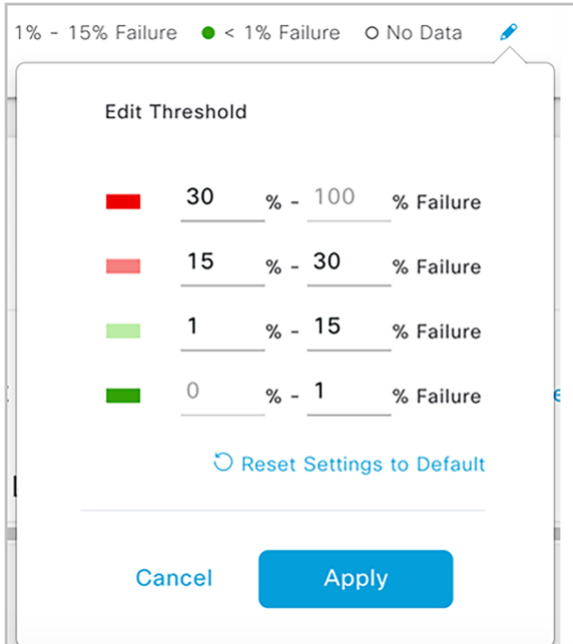 1% - 15% Failure < 1% Failure No Data
Edit Threshold
30 % - 100 % Failure
15 % - 30 % Failure
1 % - 15 % Failure
0 % - 1 % Failure
Reset Settings to Default
Cancel Apply